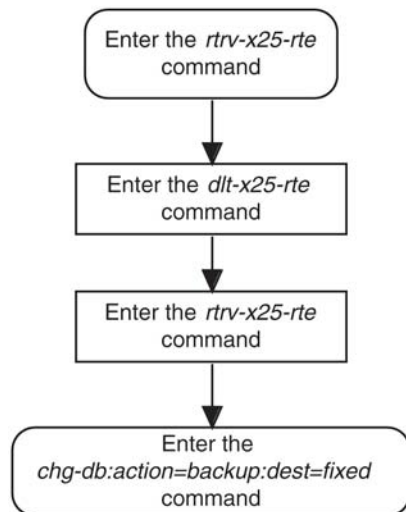 Enter the rtrv-x25-rte
command
Enter the dlt-x25-rte
command
Enter the rtrv-x25-rte
command
Enter the
chg-db:action=backup:dest=fixed
command